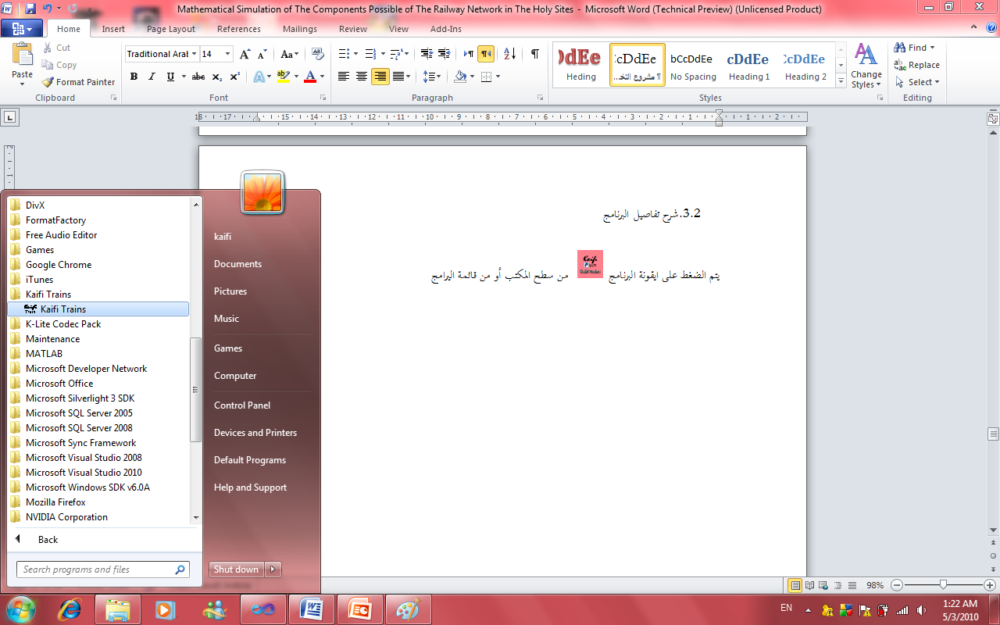 Mathematical Simulation of The Components Possible of The Railway Network in The Holy Sites - Microsoft Word (Technical Preview) (Unlicensed Product)
Home Insert Page Layout References Mailings Review View Add-Ins
Paste
Cut
Copy
Format Painter
Clipboard
Traditional Aral 14
Font
Paragraph
Heding
No Spacing
Heading 1
Heading 2
Change Styles
Styles
Find
Replace
Select
Editing
18 17 15 14 13 12 11 10 9 8 7 6 5 4 3 2 1 1 2
3.2.شرح تفاصيل البرنامج
يتم الضغط على ايقونة البرنامج من سطح المكتب أو من قائمة البرامج
DivX
FormatFactory
Free Audio Editor
Games
Google Chrome
iTunes
Kaifi Trains
Kaifi Trains
K-Lite Codec Pack
Maintenance
MATLAB
Microsoft Developer Network
Microsoft Office
Microsoft Silverlight 3 SDK
Microsoft SQL Server 2005
Microsoft SQL Server 2008
Microsoft Sync Framework
Microsoft Visual Studio 2008
Microsoft Visual Studio 2010
Microsoft Windows SDK v6.0A
Mozilla Firefox
NVIDIA Corporation
Back
Search programs and files
kaifi
Documents
Pictures
Music
Games
Computer
Control Panel
Devices and Printers
Default Programs
Help and Support
Shut down
98%
EN
1:22 AM
5/3/2010